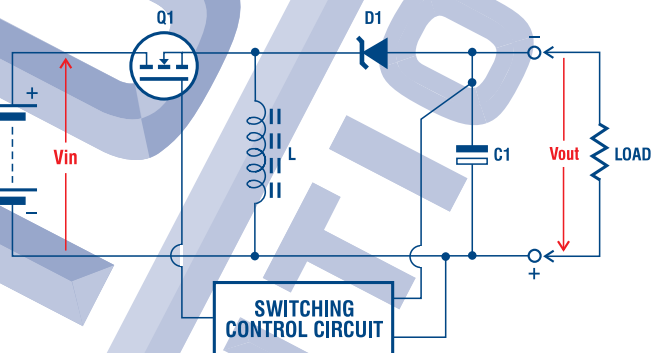 Q1
D1
−
+
Vin
L
C1
Vout
LOAD
−
+
SWITCHING
CONTROL CIRCUIT